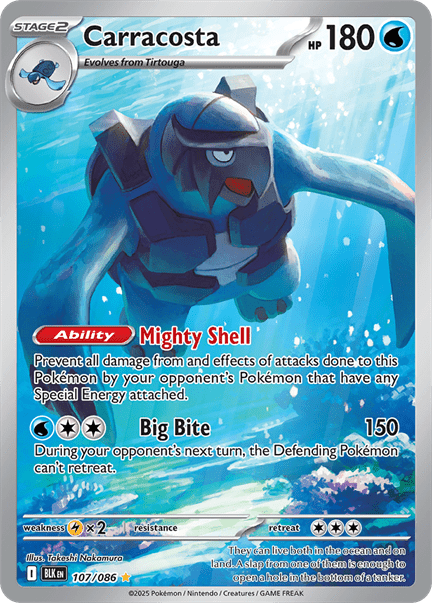 STAGE2
Carracosta
HP 180
Evolves from Tirtouga
Ability Mighty Shell
Prevent all damage from and effects of attacks done to this
Pokémon by your opponent's Pokémon that have any
Special Energy attached.
Big Bite 150
During your opponent's next turn, the Defending Pokémon
can't retreat.
weakness ×2 resistance retreat
Illus. Takeshi Nakamura
I BLK EN 107/086
They can live both in the ocean and on
land. A slap from one of them is enough to
open a hole in the bottom of a tanker.
©2025 Pokémon / Nintendo / Creatures / GAME FREAK